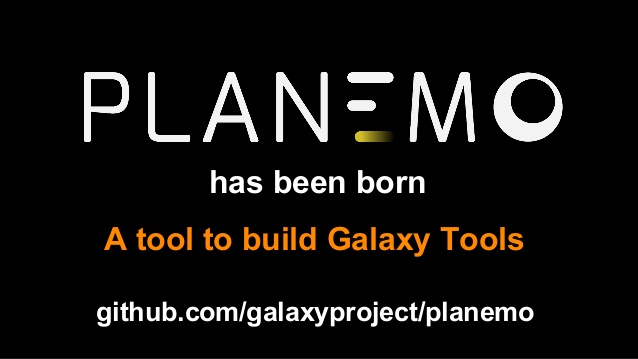 PLANEMO
has been born
A tool to build Galaxy Tools
github.com/galaxyproject/planemo